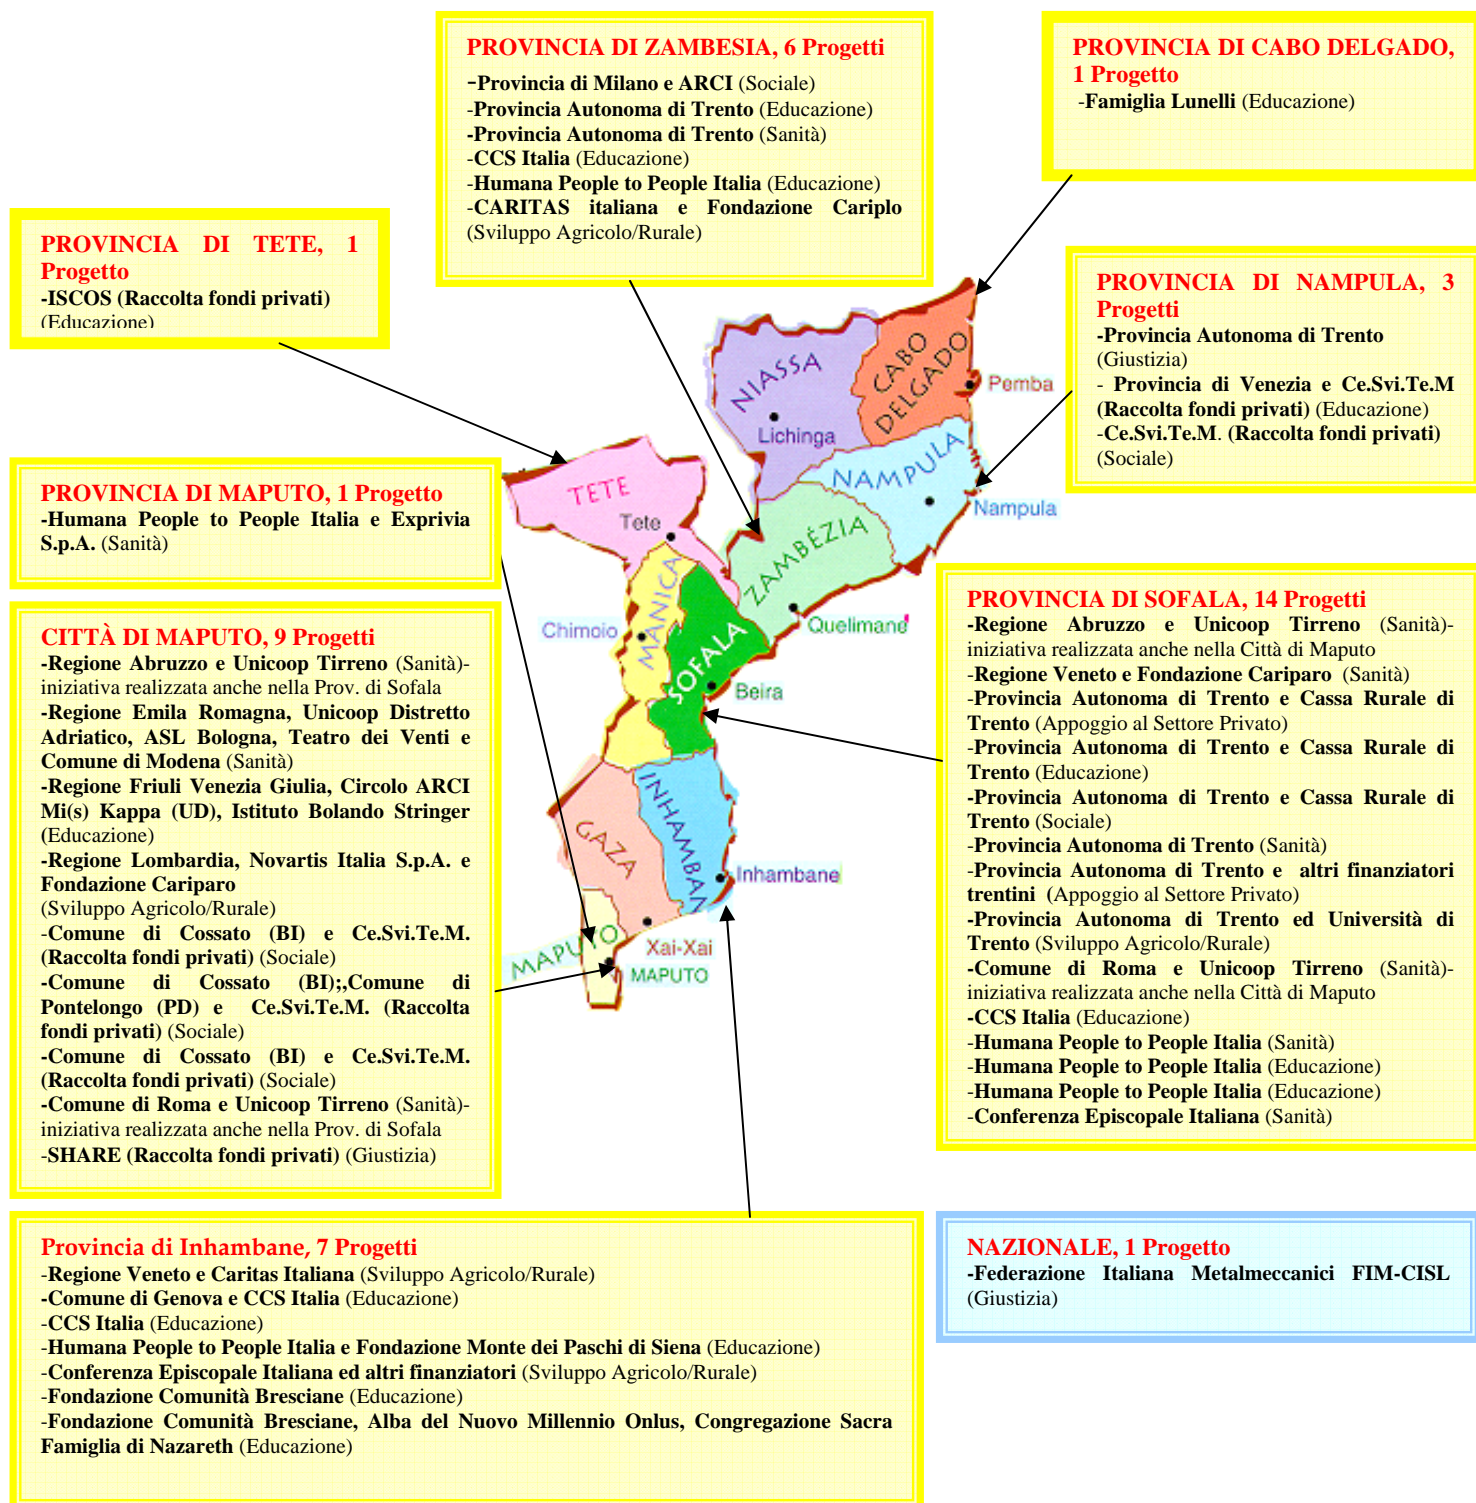 PROVINCIA DI ZAMBESIA, 6 Progetti
-Provincia di Milano e ARCI (Sociale)
-Provincia Autonoma di Trento (Educazione)
-Provincia Autonoma di Trento (Sanità)
-CCS Italia (Educazione)
-Humana People to People Italia (Educazione)
-CARITAS italiana e Fondazione Cariplo
(Sviluppo Agricolo/Rurale)
PROVINCIA DI CABO DELGADO,
1 Progetto
-Famiglia Lunelli (Educazione)
PROVINCIA DI TETE, 1
Progetto
-ISCOS (Raccolta fondi privati)
(Educazione)
PROVINCIA DI NAMPULA, 3
Progetti
-Provincia Autonoma di Trento
(Giustizia)
- Provincia di Venezia e Ce.Svi.Te.M
(Raccolta fondi privati) (Educazione)
-Ce.Svi.Te.M. (Raccolta fondi privati)
(Sociale)
PROVINCIA DI MAPUTO, 1 Progetto
-Humana People to People Italia e Exprivia
S.p.A. (Sanità)
NIASSA
CABO
DELGADO
Pemba
Lichinga
NAMPULA
Nampula
TETE
Tete
ZAMBÉZIA
Quelimane
MANICA
Chimoio
SOFALA
Beira
INHAMBAN
Inhambane
GAZA
Xai-Xai
MAPUTO
MAPUTO
CITTÀ DI MAPUTO, 9 Progetti
-Regione Abruzzo e Unicoop Tirreno (Sanità)-
iniziativa realizzata anche nella Prov. di Sofala
-Regione Emila Romagna, Unicoop Distretto
Adriatico, ASL Bologna, Teatro dei Venti e
Comune di Modena (Sanità)
-Regione Friuli Venezia Giulia, Circolo ARCI
Mi(s) Kappa (UD), Istituto Bolando Stringer
(Educazione)
-Regione Lombardia, Novartis Italia S.p.A. e
Fondazione Cariparo
(Sviluppo Agricolo/Rurale)
-Comune di Cossato (BI) e Ce.Svi.Te.M.
(Raccolta fondi privati) (Sociale)
-Comune di Cossato (BI);,Comune di
Pontelongo (PD) e Ce.Svi.Te.M. (Raccolta
fondi privati) (Sociale)
-Comune di Cossato (BI) e Ce.Svi.Te.M.
(Raccolta fondi privati) (Sociale)
-Comune di Roma e Unicoop Tirreno (Sanità)-
iniziativa realizzata anche nella Prov. di Sofala
-SHARE (Raccolta fondi privati) (Giustizia)
PROVINCIA DI SOFALA, 14 Progetti
-Regione Abruzzo e Unicoop Tirreno (Sanità)-
iniziativa realizzata anche nella Città di Maputo
-Regione Veneto e Fondazione Cariparo (Sanità)
-Provincia Autonoma di Trento e Cassa Rurale di
Trento (Appoggio al Settore Privato)
-Provincia Autonoma di Trento e Cassa Rurale di
Trento (Educazione)
-Provincia Autonoma di Trento e Cassa Rurale di
Trento (Sociale)
-Provincia Autonoma di Trento (Sanità)
-Provincia Autonoma di Trento e altri finanziatori
trentini (Appoggio al Settore Privato)
-Provincia Autonoma di Trento ed Università di
Trento (Sviluppo Agricolo/Rurale)
-Comune di Roma e Unicoop Tirreno (Sanità)-
iniziativa realizzata anche nella Città di Maputo
-CCS Italia (Educazione)
-Humana People to People Italia (Sanità)
-Humana People to People Italia (Educazione)
-Humana People to People Italia (Educazione)
-Conferenza Episcopale Italiana (Sanità)
Provincia di Inhambane, 7 Progetti
-Regione Veneto e Caritas Italiana (Sviluppo Agricolo/Rurale)
-Comune di Genova e CCS Italia (Educazione)
-CCS Italia (Educazione)
-Humana People to People Italia e Fondazione Monte dei Paschi di Siena (Educazione)
-Conferenza Episcopale Italiana ed altri finanziatori (Sviluppo Agricolo/Rurale)
-Fondazione Comunità Bresciane (Educazione)
-Fondazione Comunità Bresciane, Alba del Nuovo Millennio Onlus, Congregazione Sacra
Famiglia di Nazareth (Educazione)
NAZIONALE, 1 Progetto
-Federazione Italiana Metalmeccanici FIM-CISL
(Giustizia)